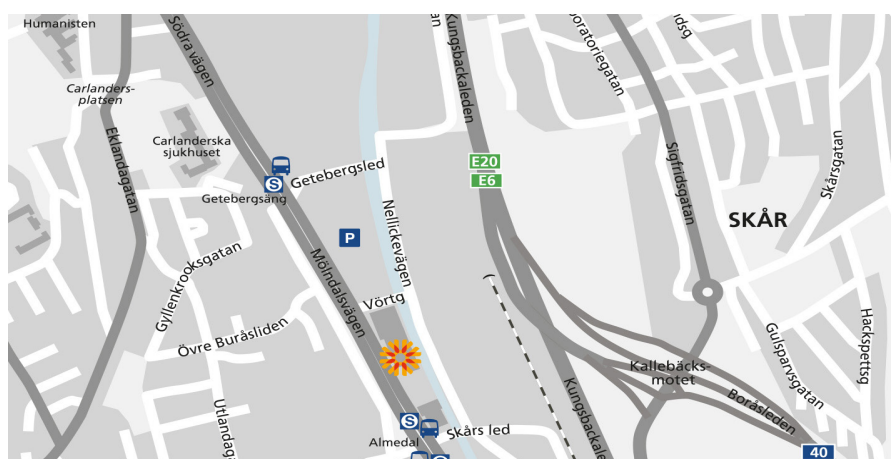 Humanisten
Södra vägen
Kungsbackaleden
Carlanders-
platsen
Eklandagatan
Carlanderska
sjukhuset
Getebergsled
S
Getebergsäng
E20
E6
Sigfridsgatan
Skårsgatan
SKÅR
P
Nellickevägen
Gyllenkrooksgatan
Mölndalsvägen
Vörtg
Övre Buråsliden
Kallebäcks-
motet
Gulsparvsgatan
Hackspettsg
Boråsleden
S
Almedal
Skårs led
40
S